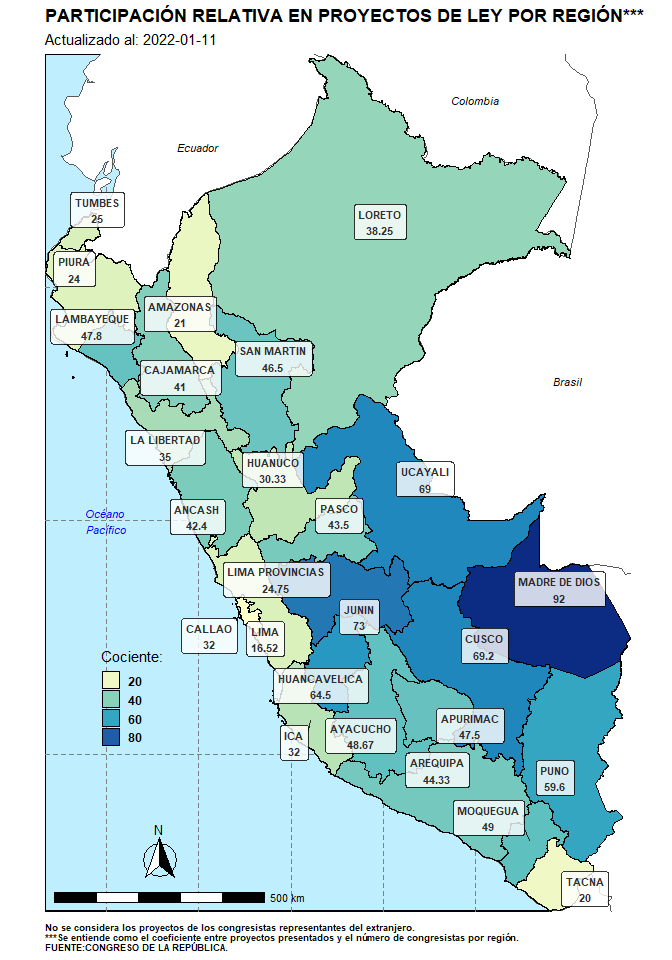 PARTICIPACIÓN RELATIVA EN PROYECTOS DE LEY POR REGIÓN***
Actualizado al: 2022-01-11
Colombia
Ecuador
TUMBES
25
LORETO
38.25
PIURA
24
AMAZONAS
21
LAMBAYEQUE
47.8
SAN MARTIN
46.5
CAJAMARCA
41
Brasil
LA LIBERTAD
35
HUANUCO
30.33
UCAYALI
69
ANCASH
42.4
PASCO
43.5
Océano
Pacífico
LIMA PROVINCIAS
24.75
MADRE DE DIOS
92
JUNIN
73
CALLAO
32
LIMA
16.52
CUSCO
69.2
Cociente:
20
40
60
80
HUANCAVELICA
64.5
ICA
32
AYACUCHO
48.67
APURIMAC
47.5
AREQUIPA
44.33
PUNO
59.6
MOQUEGUA
49
N
TACNA
20
500 km
No se considera los proyectos de los congresistas representantes del extranjero.
***Se entiende como el coeficiente entre proyectos presentados y el número de congresistas por región.
FUENTE:CONGRESO DE LA REPÚBLICA.